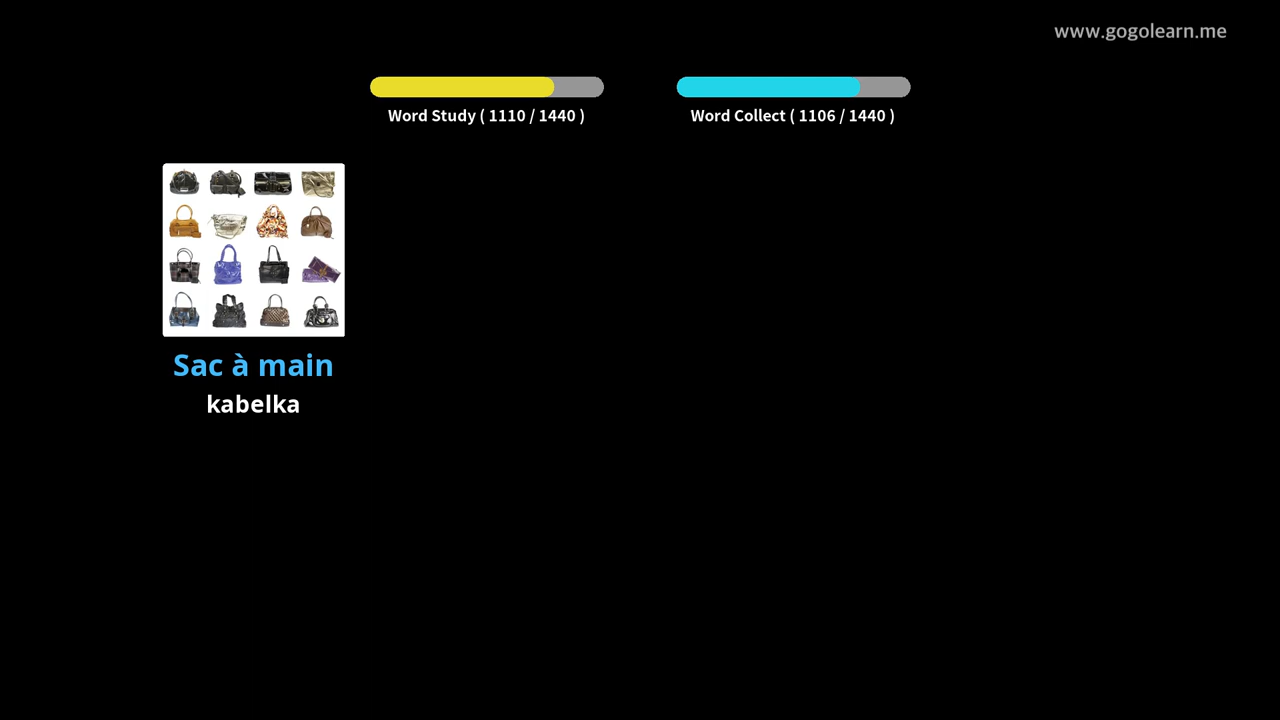 www.gogolearn.me
Word Study ( 1110 / 1440 )
Word Collect ( 1106 / 1440 )
Sac à main
kabelka